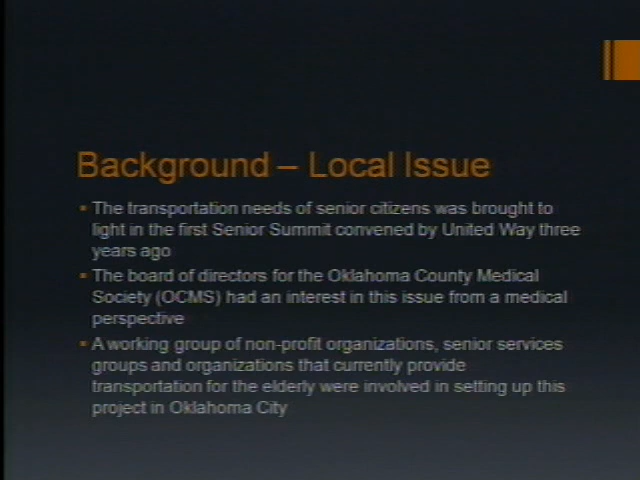 Background – Local Issue
▪ The transportation needs of senior citizens was brought to
light in the first Senior Summit convened by United Way three
years ago
▪ The board of directors for the Oklahoma County Medical
Society (OCMS) had an interest in this issue from a medical
perspective
▪ A working group of non-profit organizations, senior services
groups and organizations that currently provide
transportation for the elderly were involved in setting up this
project in Oklahoma City